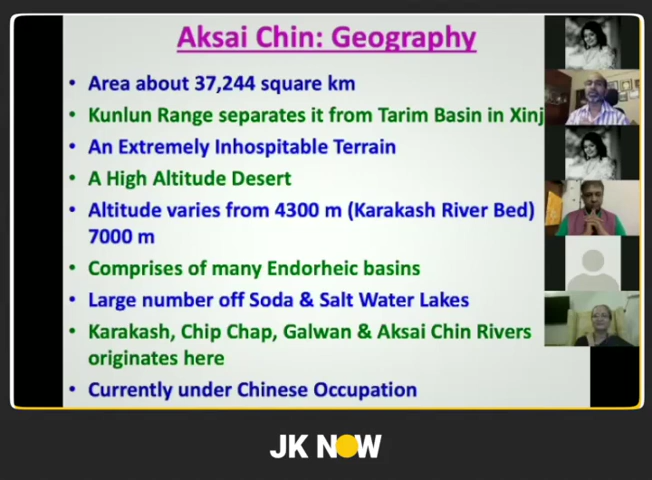 Aksai Chin: Geography
• Area about 37,244 square km
• Kunlun Range separates it from Tarim Basin in Xinj
• An Extremely Inhospitable Terrain
• A High Altitude Desert
• Altitude varies from 4300 m (Karakash River Bed)
7000 m
• Comprises of many Endorheic basins
• Large number off Soda & Salt Water Lakes
• Karakash, Chip Chap, Galwan & Aksai Chin Rivers
originates here
• Currently under Chinese Occupation
JK NOW